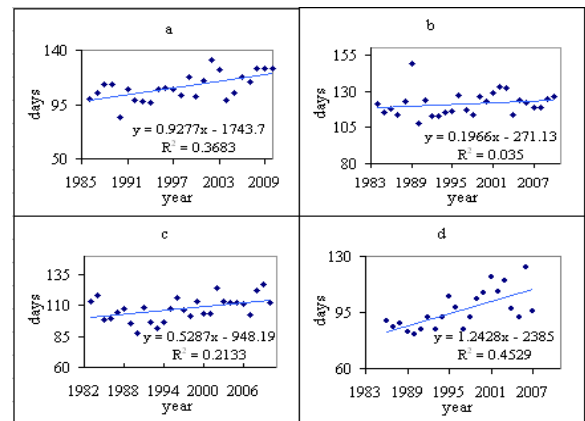 a
140
95
50
days
y = 0.9277x - 1743.7
R² = 0.3683
1985 1991 1997 2003 2009
year
b
155
130
105
80
days
y = 0.1966x - 271.13
R² = 0.035
1984 1989 1995 2001 2007
year
c
135
110
85
60
days
y = 0.5287x - 948.19
R² = 0.2133
1982 1988 1994 2000 2006
year
d
130
95
60
days
y = 1.2428x - 2385
R² = 0.4529
1983 1989 1995 2001 2007
year